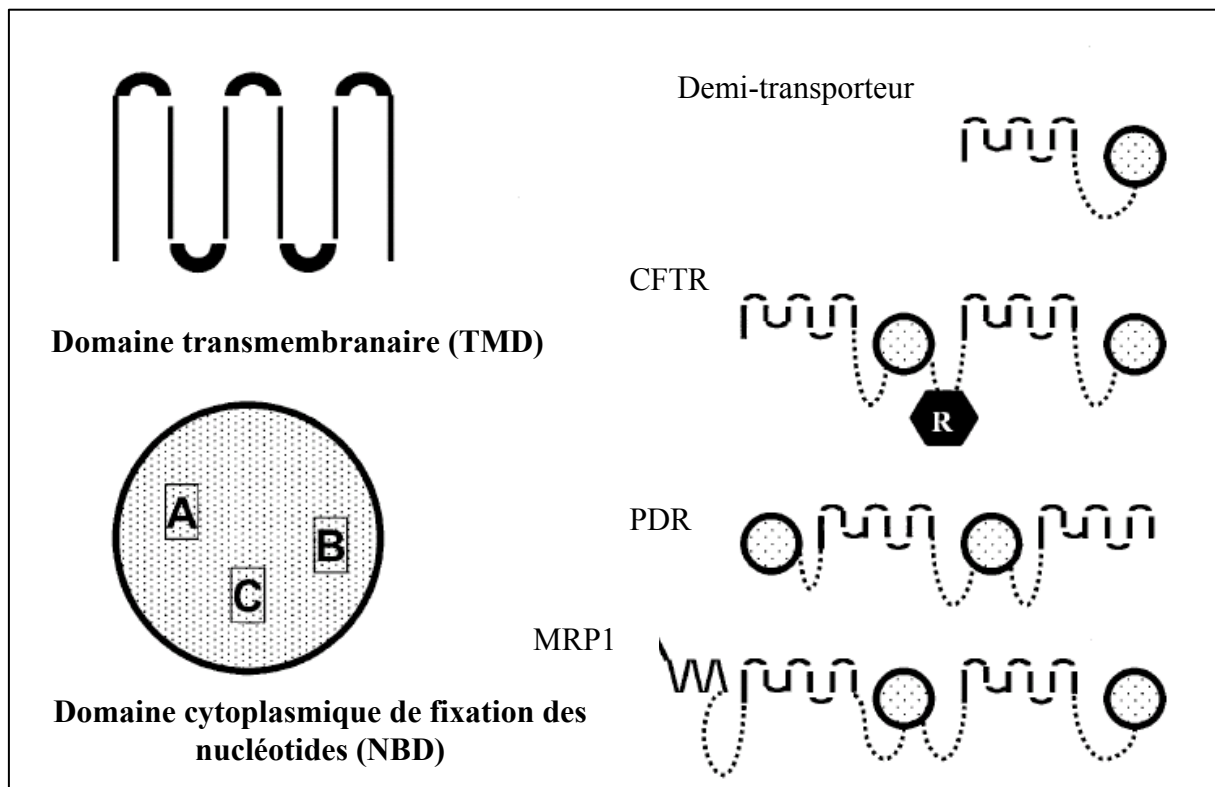 Domaine transmembranaire (TMD)
A
B
C
Domaine cytoplasmique de fixation des
nucléotides (NBD)
Demi-transporteur
CFTR
R
PDR
MRP1